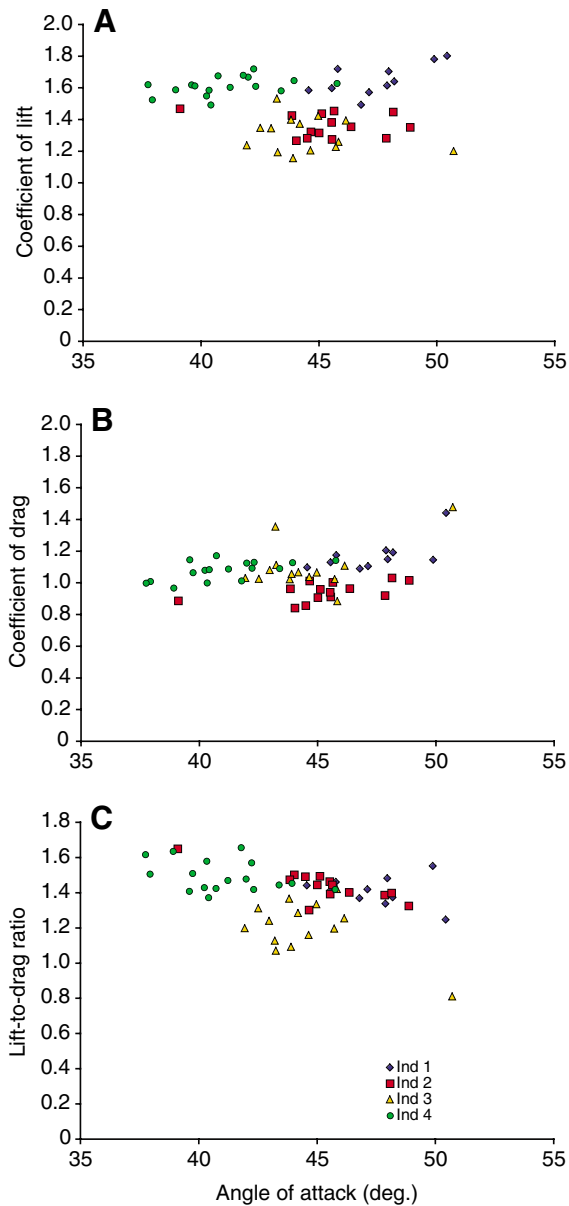 A
Coefficient of lift
2.0
1.8
1.6
1.4
1.2
1.0
0.8
0.6
0.4
0.2
0
35 40 45 50 55
B
Coefficient of drag
2.0
1.8
1.6
1.4
1.2
1.0
0.8
0.6
0.4
0.2
0
35 40 45 50 55
C
Lift-to-drag ratio
1.8
1.6
1.4
1.2
1.0
0.8
0.6
0.4
0.2
0
Ind 1
Ind 2
Ind 3
Ind 4
35 40 45 50 55
Angle of attack (deg.)